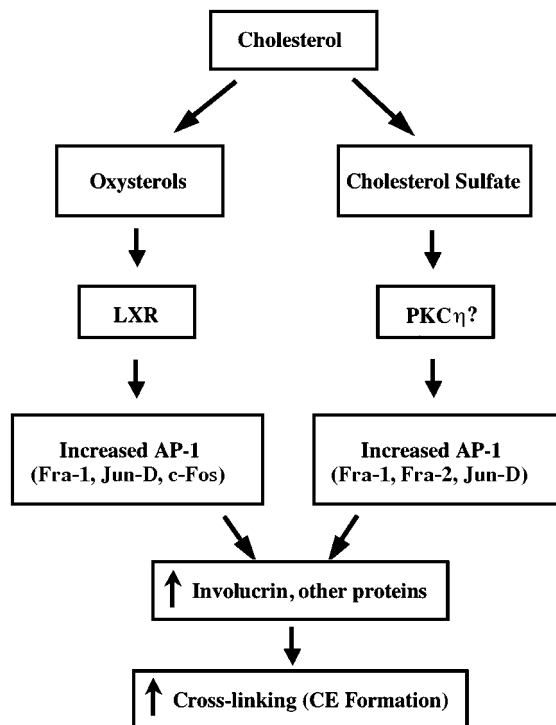 Cholesterol
Oxysterols
Cholesterol Sulfate
LXR
PKCη?
Increased AP-1
(Fra-1, Jun-D, c-Fos)
Increased AP-1
(Fra-1, Fra-2, Jun-D)
Involucrin, other proteins
Cross-linking (CE Formation)